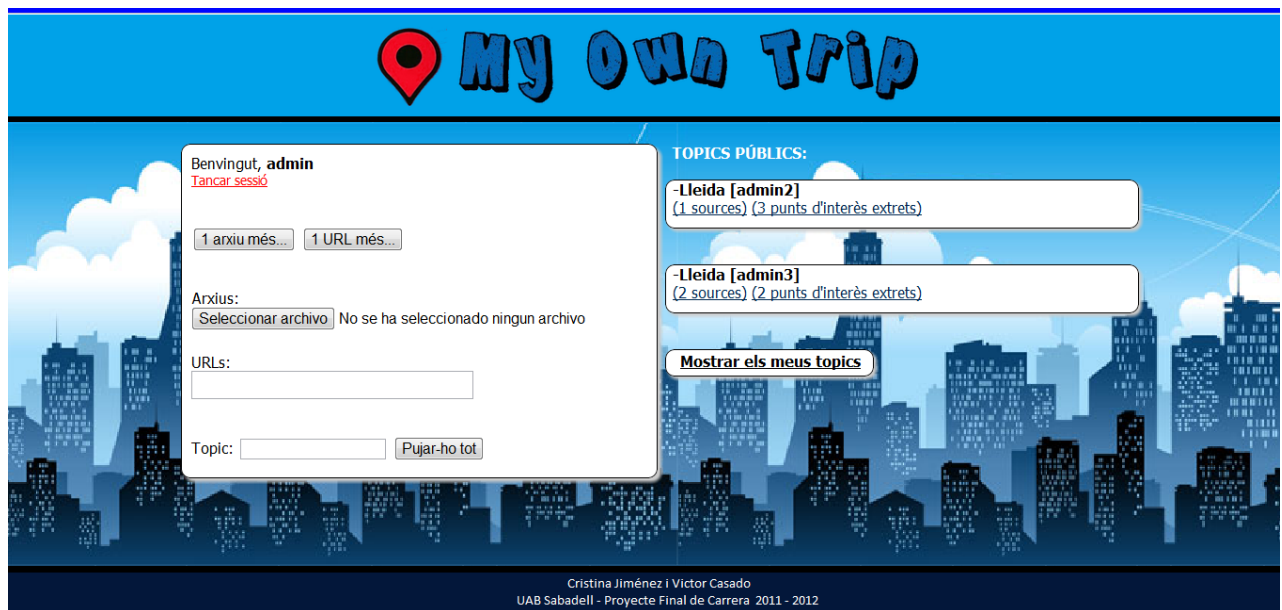 My Own Trip
Benvingut, admin
Tancar sessió
1 arxiu més... 1 URL més...
Arxius:
Seleccionar archivo No se ha seleccionado ningun archivo
URLs:
Topic: Pujar-ho tot
TOPICS PÚBLICS:
-Lleida [admin2]
(1 sources) (3 punts d'interès extrets)
-Lleida [admin3]
(2 sources) (2 punts d'interès extrets)
Mostrar els meus topics
Cristina Jiménez i Victor Casado
UAB Sabadell - Proyecte Final de Carrera 2011 - 2012